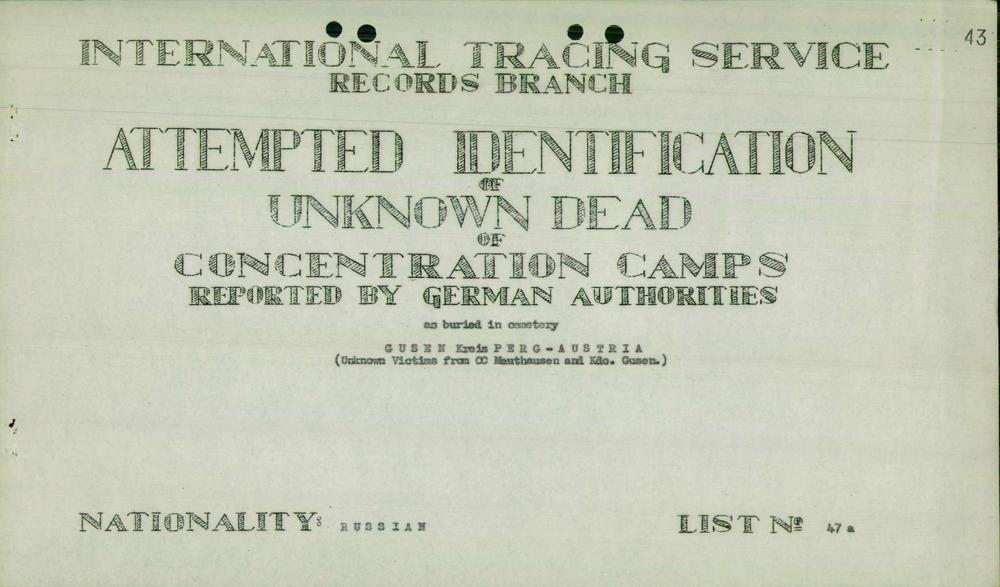 43
INTERNATIONAL TRACING SERVICE
RECORDS BRANCH
ATTEMPTED IDENTIFICATION
OF
UNKNOWN DEAD
OF
CONCENTRATION CAMPS
REPORTED BY GERMAN AUTHORITIES
as buried in cemetery
GUSEN Kreis PERG-AUSTRIA
(Unknown Victims from CC Mauthausen and Kdo. Gusen.)
NATIONALITY: RUSSIAN LIST Nº 47a